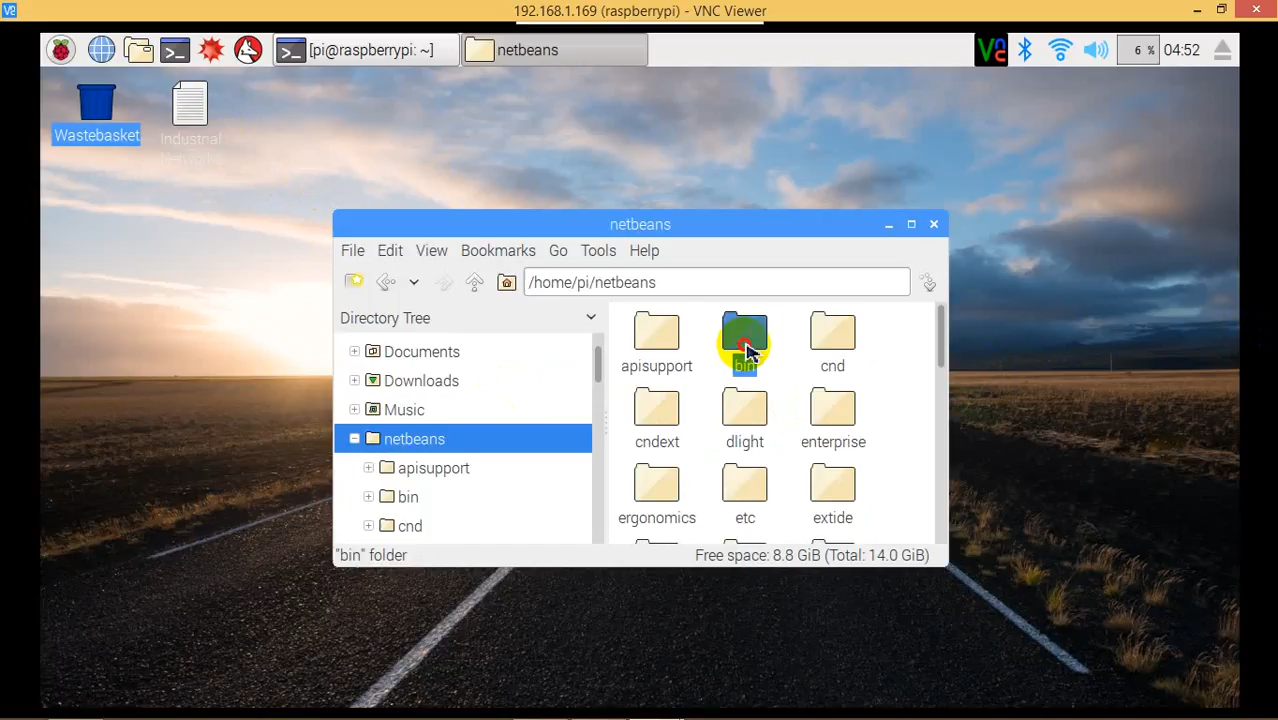 192.168.1.169 (raspberrypi) - VNC Viewer
[pi@raspberrypi: ~]
netbeans
6 %
04:52
Wastebasket
Industrial
netbeans
File Edit View Bookmarks Go Tools Help
/home/pi/netbeans
Directory Tree
Documents
Downloads
Music
netbeans
apisupport
bin
cnd
apisupport bin cnd
cndext dlight enterprise
ergonomics etc extide
"bin" folder
Free space: 8.8 GiB (Total: 14.0 GiB)